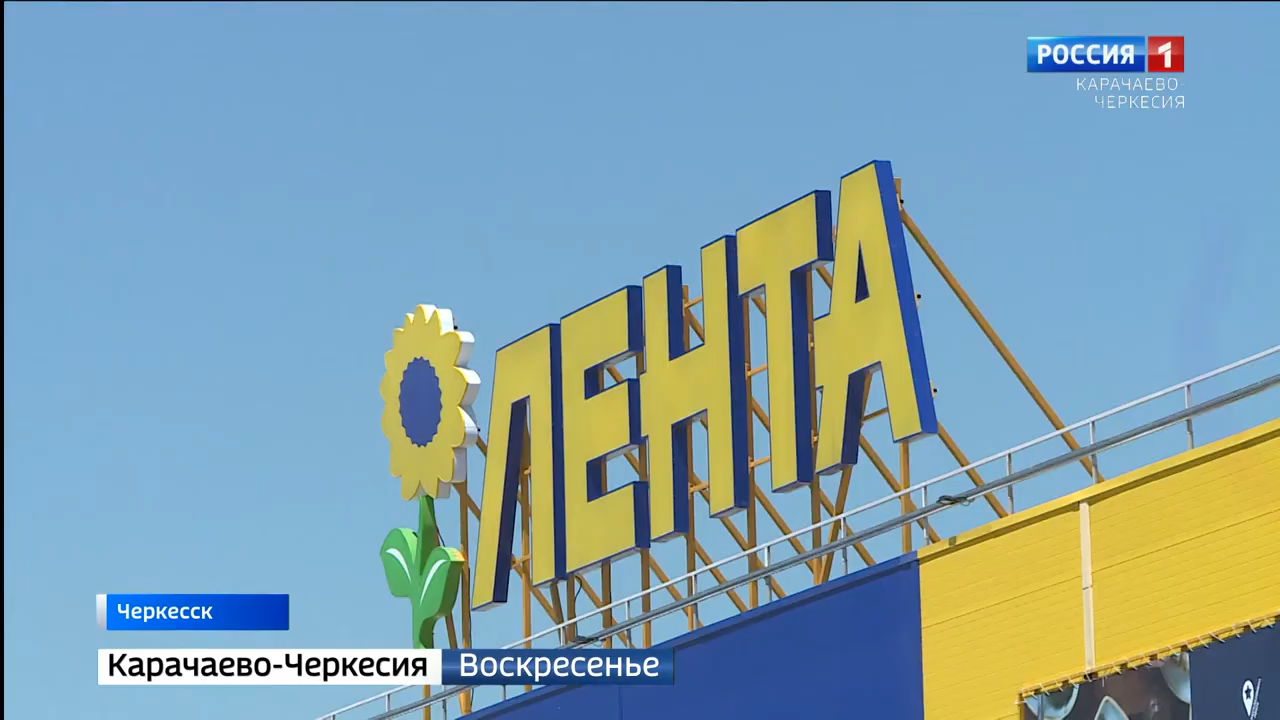 РОССИЯ 1
КАРАЧАЕВО-
ЧЕРКЕСИЯ
ЛЕНТА
Черкесск
Карачаево-Черкесия Воскресенье